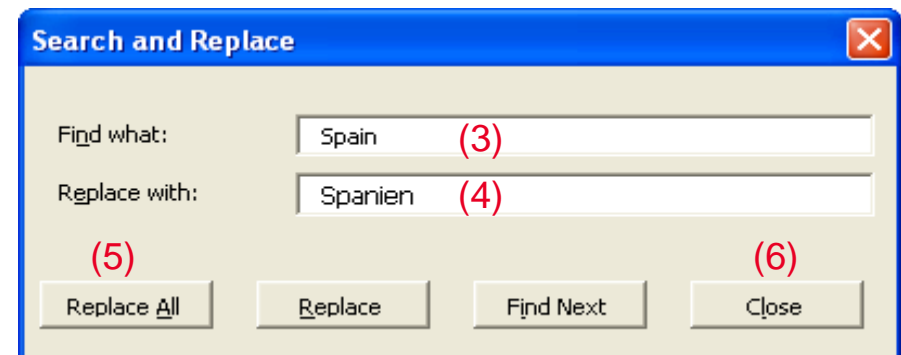 Search and Replace
Find what: Spain (3)
Replace with: Spanien (4)
(5) (6)
Replace All Replace Find Next Close